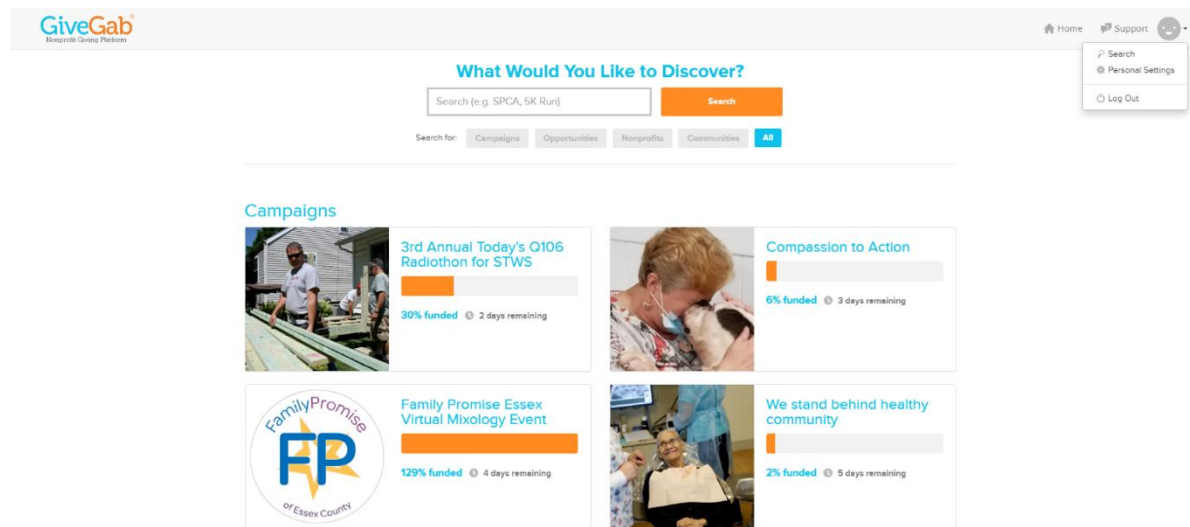 GiveGab®
Nonprofit Giving Platform
Home
Support
Search
Personal Settings
Log Out
What Would You Like to Discover?
Search (e.g. SPCA, 5K Run)
Search
Search for:
Campaigns
Opportunities
Nonprofits
Communities
All
Campaigns
3rd Annual Today's Q106
Radiothon for STWS
30% funded
2 days remaining
Compassion to Action
6% funded
3 days remaining
FamilyPromise
FP
of Essex County
Family Promise Essex
Virtual Mixology Event
129% funded
4 days remaining
We stand behind healthy
community
2% funded
5 days remaining